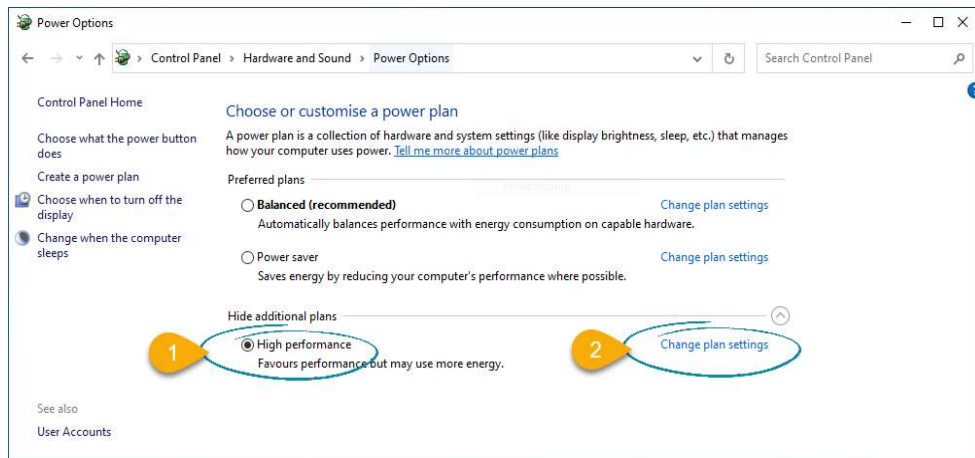 Power Options
Control Panel › Hardware and Sound › Power Options
Search Control Panel
Control Panel Home
Choose what the power button
does
Create a power plan
Choose when to turn off the
display
Change when the computer
sleeps
Choose or customise a power plan
A power plan is a collection of hardware and system settings (like display brightness, sleep, etc.) that manages
how your computer uses power. Tell me more about power plans
Preferred plans
Balanced (recommended) Change plan settings
Automatically balances performance with energy consumption on capable hardware.
Power saver Change plan settings
Saves energy by reducing your computer's performance where possible.
Hide additional plans
1 High performance 2 Change plan settings
Favours performance but may use more energy.
See also
User Accounts